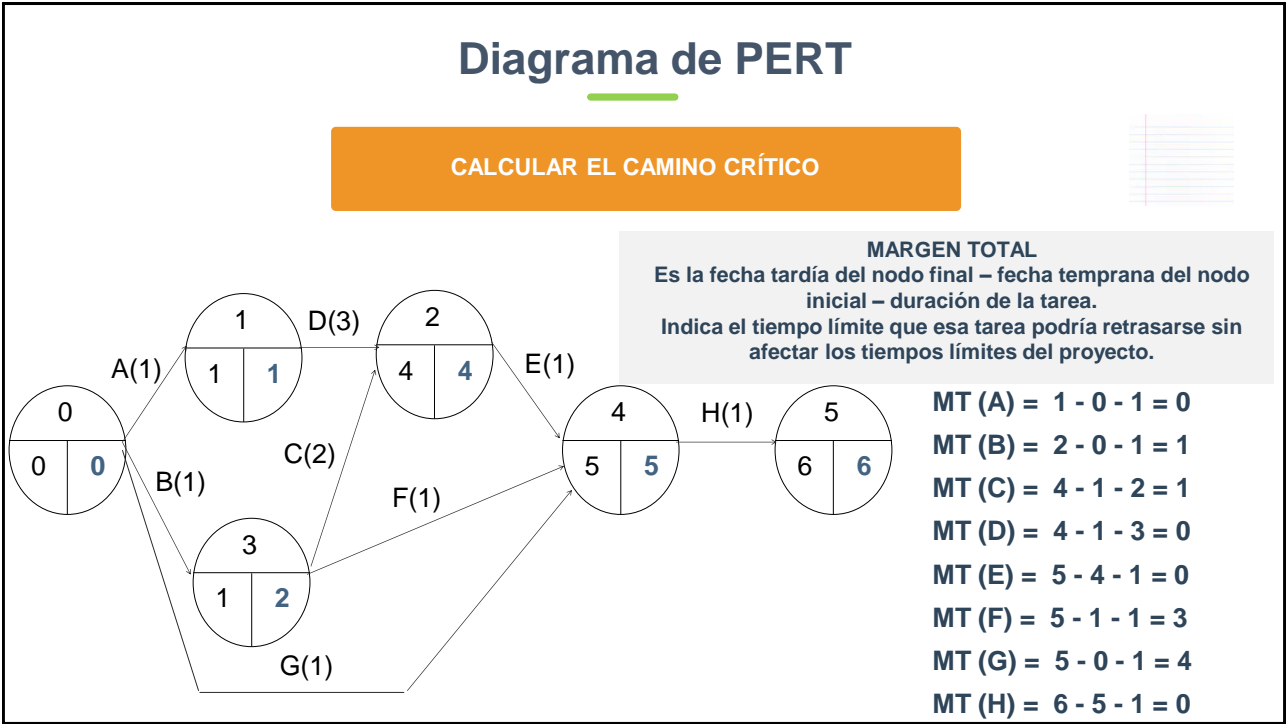 Diagrama de PERT
CALCULAR EL CAMINO CRÍTICO
MARGEN TOTAL
Es la fecha tardía del nodo final – fecha temprana del nodo
inicial – duración de la tarea.
Indica el tiempo límite que esa tarea podría retrasarse sin
afectar los tiempos límites del proyecto.
0
0 0
A(1)
B(1)
1
1 1
D(3)
2
4 4
E(1)
C(2)
F(1)
3
1 2
G(1)
4
5 5
H(1)
5
6 6
MT (A) = 1 - 0 - 1 = 0
MT (B) = 2 - 0 - 1 = 1
MT (C) = 4 - 1 - 2 = 1
MT (D) = 4 - 1 - 3 = 0
MT (E) = 5 - 4 - 1 = 0
MT (F) = 5 - 1 - 1 = 3
MT (G) = 5 - 0 - 1 = 4
MT (H) = 6 - 5 - 1 = 0